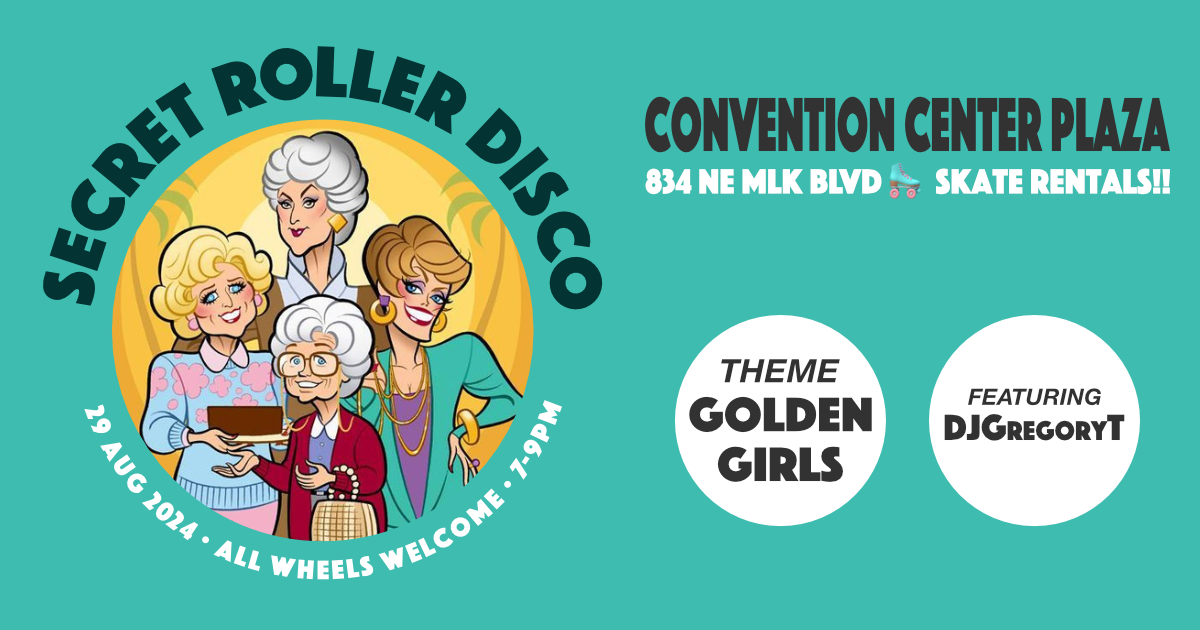 SECRET ROLLER DISCO
29 AUG 2024 • ALL WHEELS WELCOME • 7-9PM
CONVENTION CENTER PLAZA
834 NE MLK BLVD 🛼 SKATE RENTALS!!
THEME
GOLDEN
GIRLS
FEATURING
DJGREGORYT